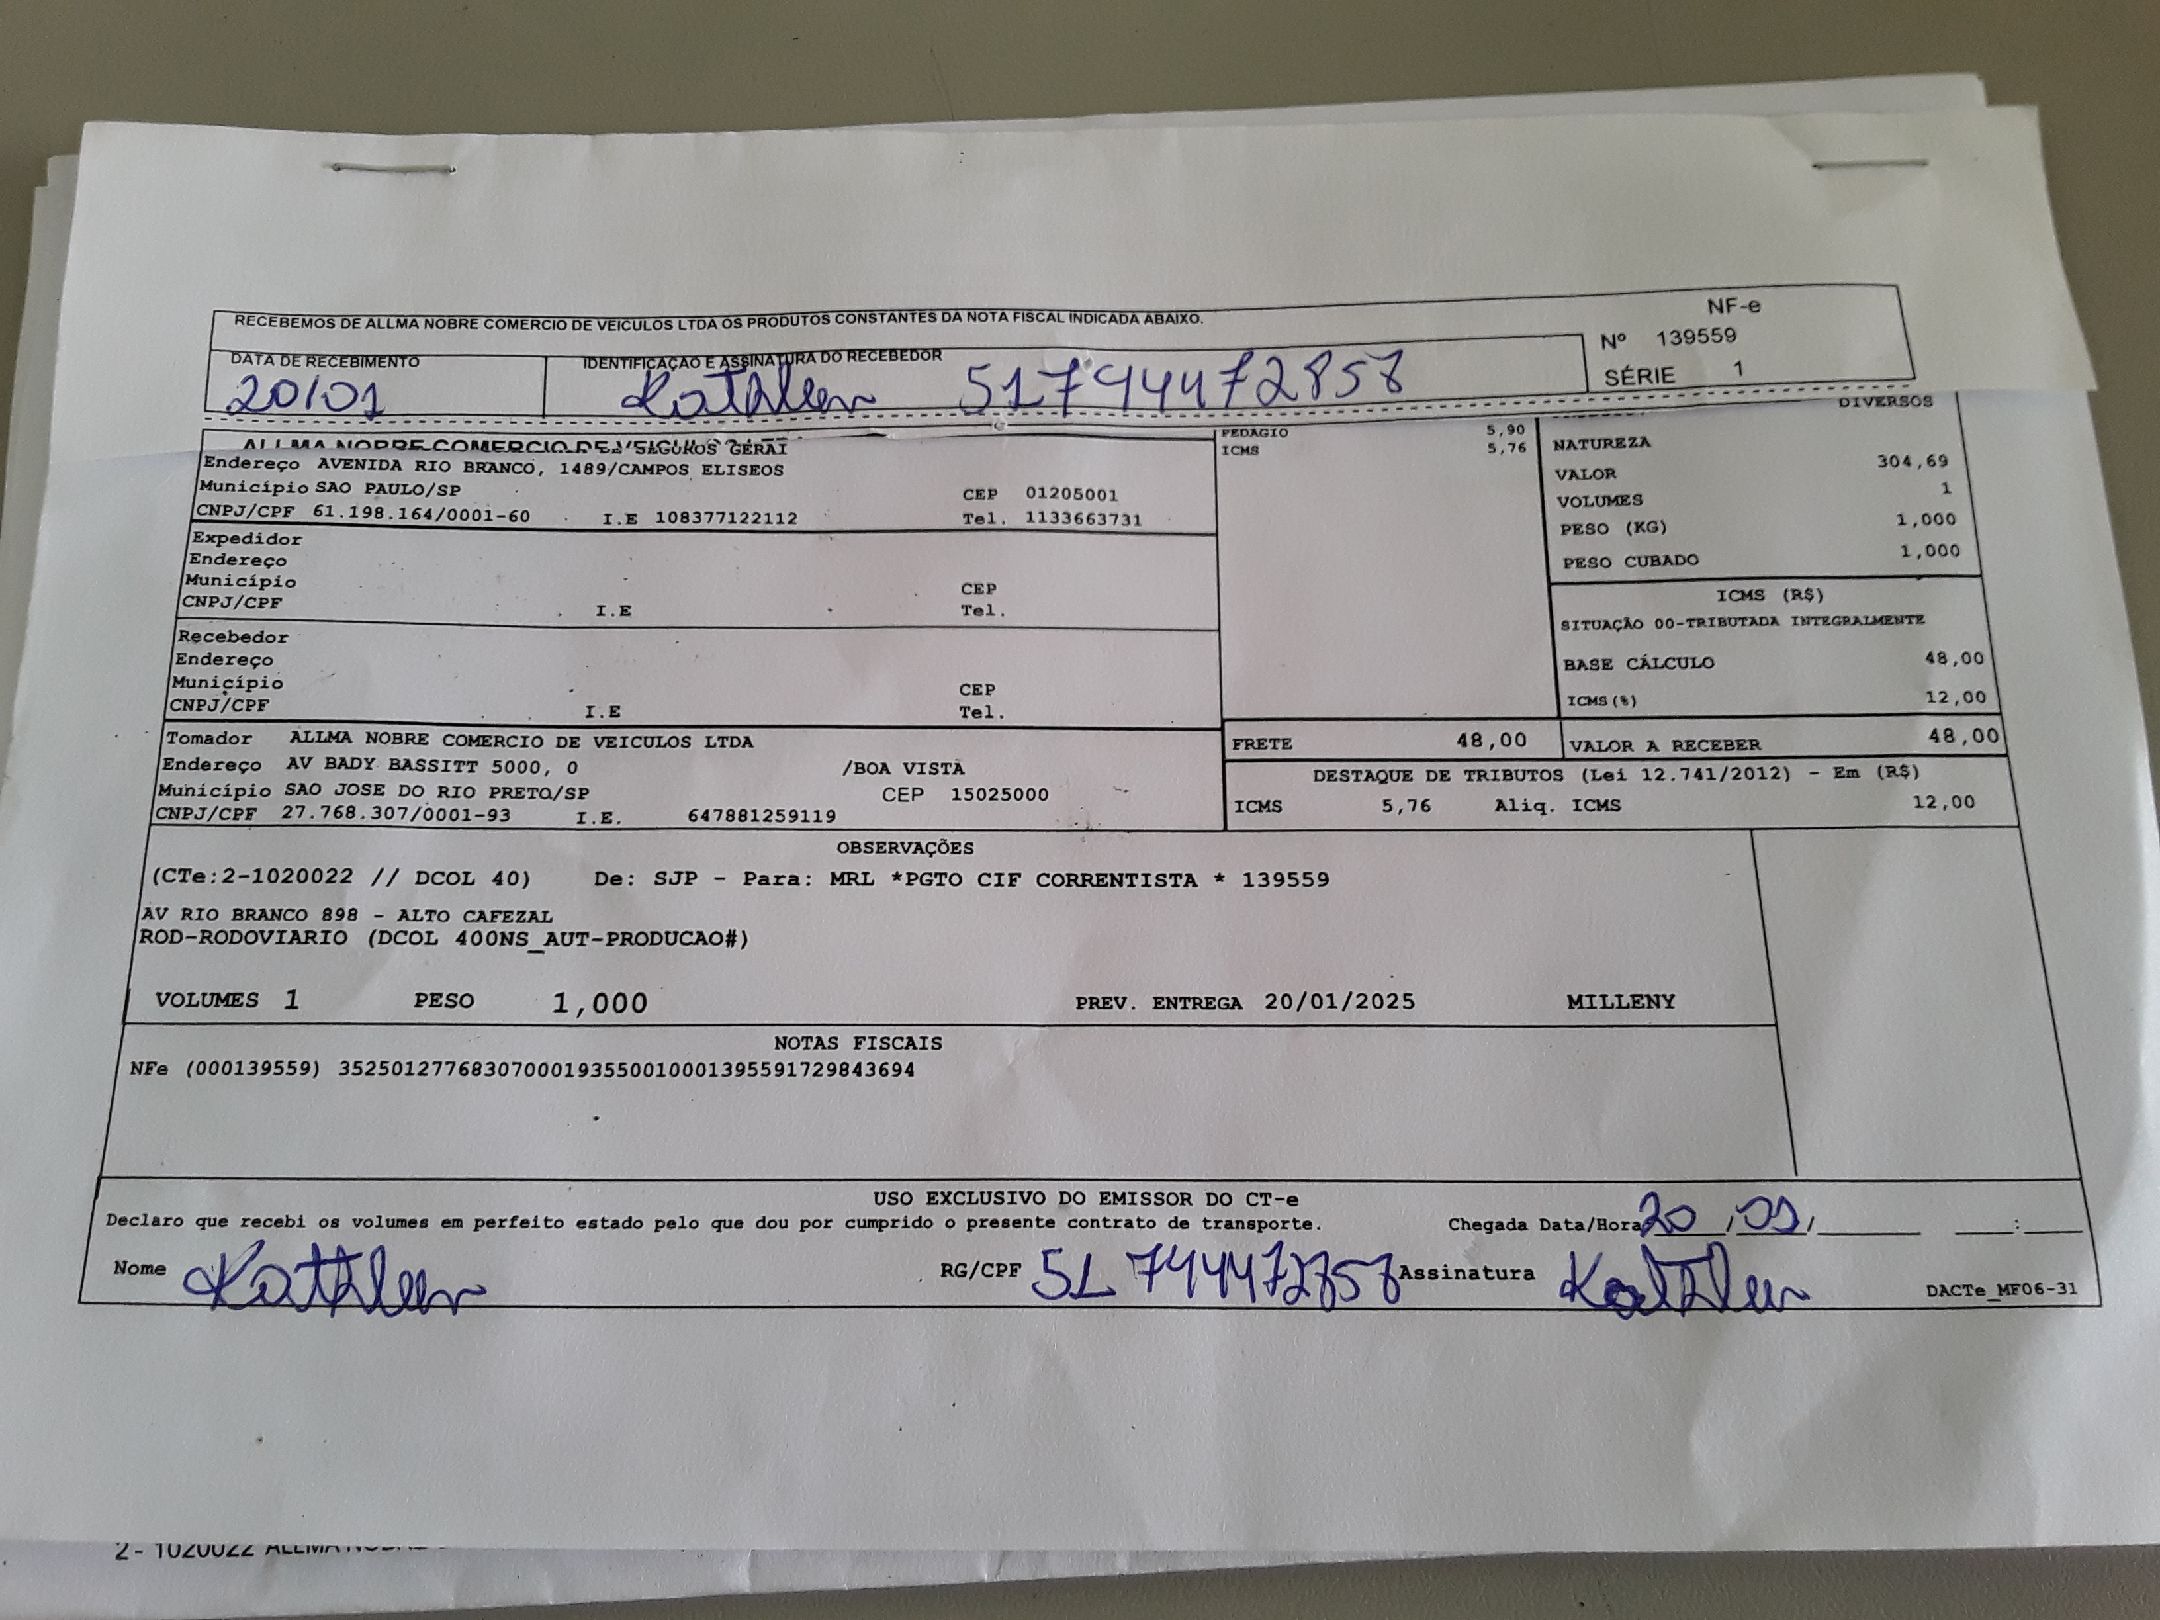 RECEBEMOS DE ALLMA NOBRE COMERCIO DE VEICULOS LTDA OS PRODUTOS CONSTANTES DA NOTA FISCAL INDICADA ABAIXO.
NF-e
Nº 139559
SÉRIE 1
DATA DE RECEBIMENTO
20/01
IDENTIFICAÇÃO E ASSINATURA DO RECEBEDOR
Kathlen 51794472858
ALLMA NOBRE COMERCIO DE SEGUROS GERAI
Endereço AVENIDA RIO BRANCO, 1489/CAMPOS ELISEOS
Município SAO PAULO/SP CEP 01205001
CNPJ/CPF 61.198.164/0001-60 I.E 108377122112 Tel. 1133663731
Expedidor
Endereço
Município CEP
CNPJ/CPF I.E Tel.
Recebedor
Endereço
Município CEP
CNPJ/CPF I.E Tel.
Tomador ALLMA NOBRE COMERCIO DE VEICULOS LTDA
Endereço AV BADY BASSITT 5000, 0 /BOA VISTA
Município SAO JOSE DO RIO PRETO/SP CEP 15025000
CNPJ/CPF 27.768.307/0001-93 I.E. 647881259119
PEDAGIO 5,90
ICMS 5,76
DIVERSOS
NATUREZA
VALOR 304,69
VOLUMES 1
PESO (KG) 1,000
PESO CUBADO 1,000
ICMS (R$)
SITUAÇÃO 00-TRIBUTADA INTEGRALMENTE
BASE CÁLCULO 48,00
ICMS(%) 12,00
FRETE 48,00 VALOR A RECEBER 48,00
DESTAQUE DE TRIBUTOS (Lei 12.741/2012) - Em (R$)
ICMS 5,76 Aliq. ICMS 12,00
OBSERVAÇÕES
(CTe:2-1020022 // DCOL 40) De: SJP - Para: MRL *PGTO CIF CORRENTISTA * 139559
AV RIO BRANCO 898 - ALTO CAFEZAL
ROD-RODOVIARIO (DCOL 400NS_AUT-PRODUCAO#)
VOLUMES 1 PESO 1,000 PREV. ENTREGA 20/01/2025 MILLENY
NOTAS FISCAIS
NFe (000139559) 35250127768307000193550010001395591729843694
USO EXCLUSIVO DO EMISSOR DO CT-e
Declaro que recebi os volumes em perfeito estado pelo que dou por cumprido o presente contrato de transporte. Chegada Data/Hora 20/01/ :
Nome Kathlen RG/CPF 51794472858 Assinatura Kathlen
DACTe_MF06-31
2 - 1020022 ALLMA